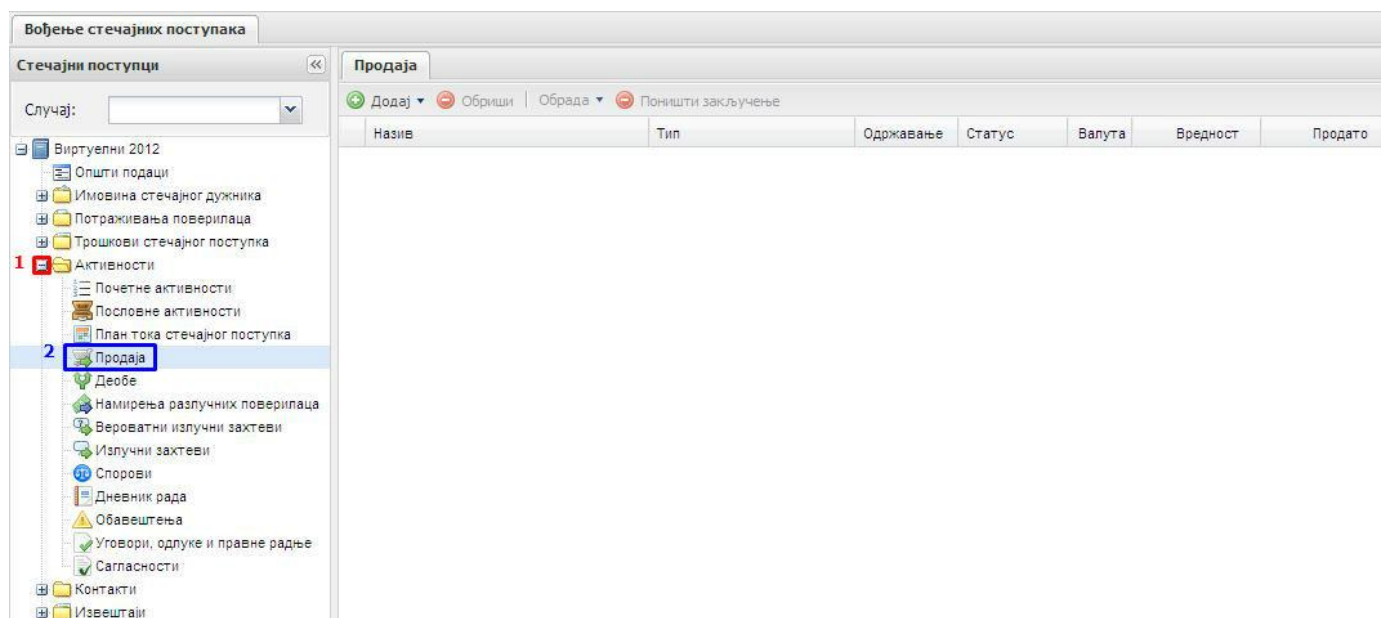 Вођење стечајних поступака
Стечајни поступци
Продаја
Случај:
Додај Обриши Обрада Поништи закључење
Назив Тип Одржавање Статус Валута Вредност Продато
Виртуелни 2012
Општи подаци
Имовина стечајног дужника
Потраживања поверилаца
Трошкови стечајног поступка
1 Активности
Почетне активности
Пословне активности
План тока стечајног поступка
2 Продаја
Деобе
Намирења разлучних поверилаца
Вероватни излучни захтеви
Излучни захтеви
Спорови
Дневник рада
Обавештења
Уговори, одлуке и правне радње
Сагласности
Контакти
Извештаји